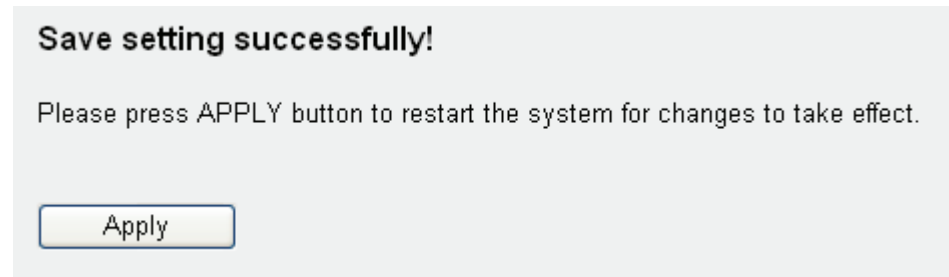 Save setting successfully!
Please press APPLY button to restart the system for changes to take effect.
Apply